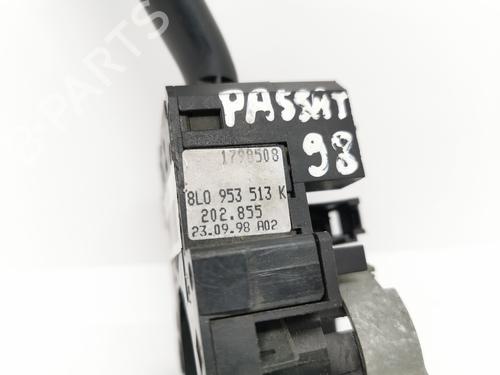 PARTS
PASSAT
98
1798508
8L0 953 513 K
202.855
23.09.98 A02